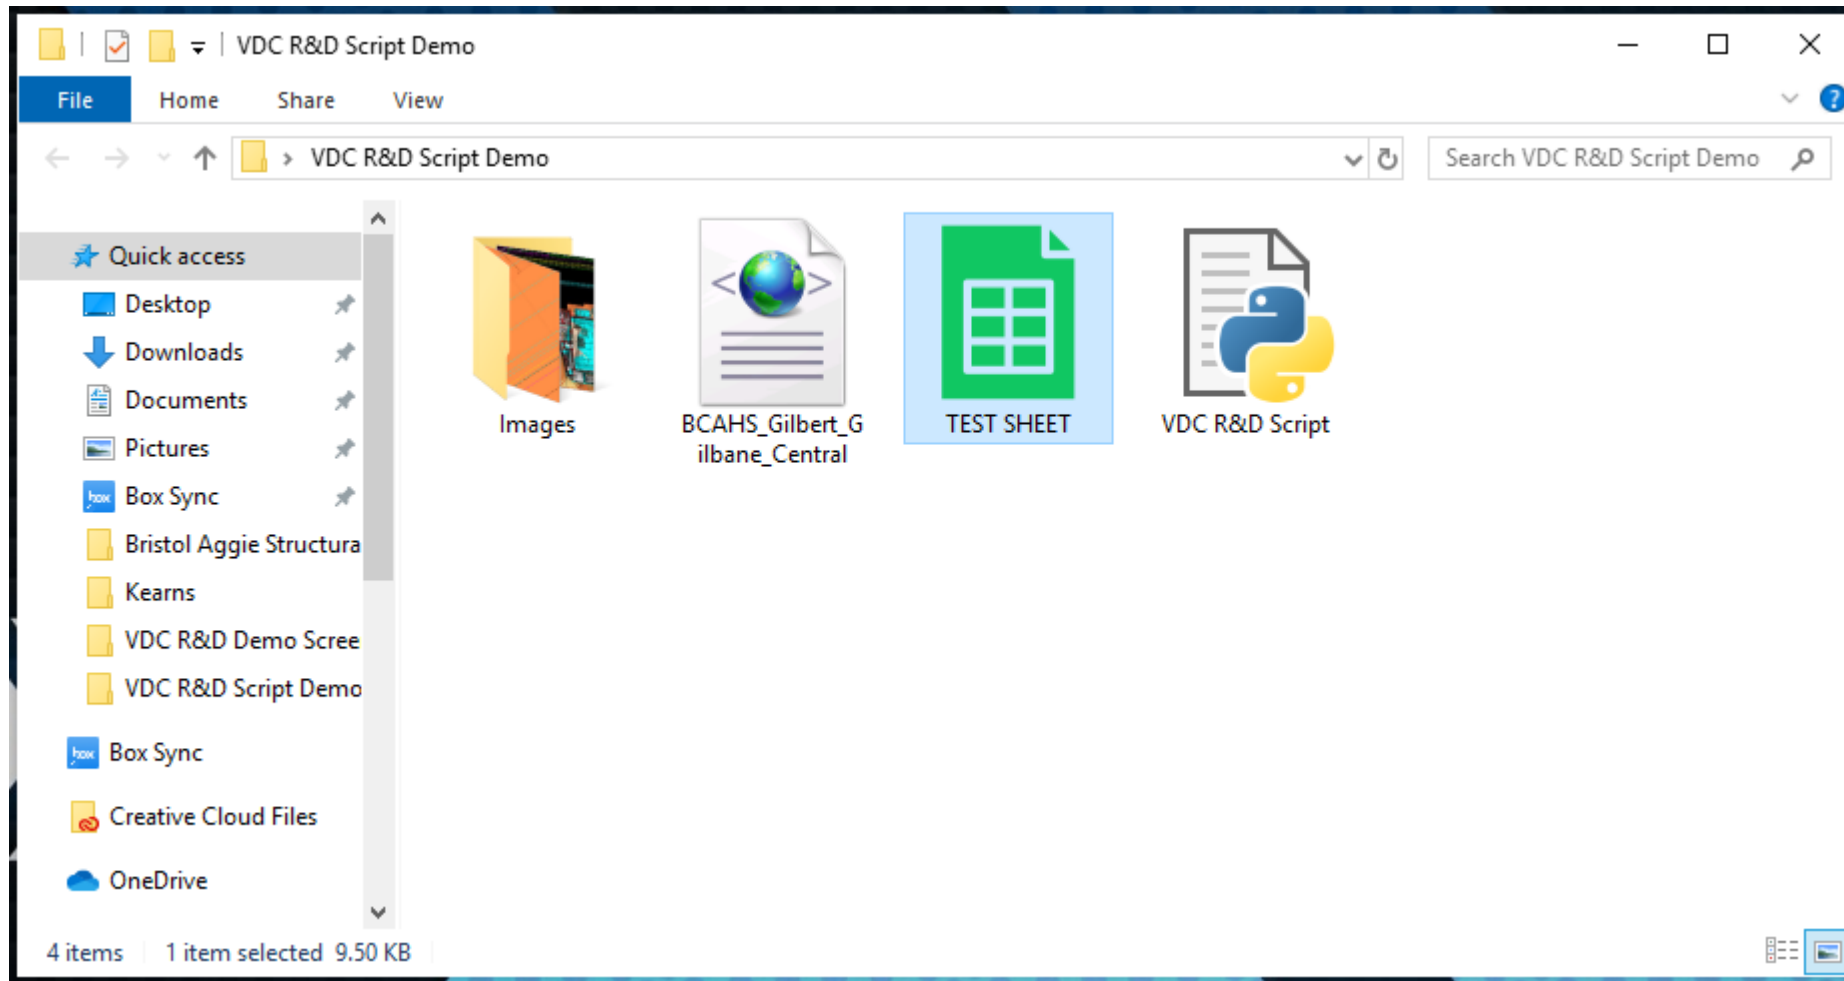 VDC R&D Script Demo
File Home Share View
VDC R&D Script Demo
Search VDC R&D Script Demo
Quick access
Desktop
Downloads
Documents
Pictures
box Box Sync
Bristol Aggie Structura
Kearns
VDC R&D Demo Scree
VDC R&D Script Demo
box Box Sync
Creative Cloud Files
OneDrive
Images
BCAHS_Gilbert_G
ilbane_Central
TEST SHEET
VDC R&D Script
4 items 1 item selected 9.50 KB